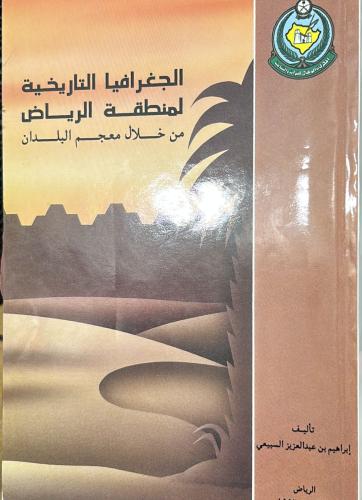 الجغرافيا التاريخية
لمنطقة الرياض
من خلال معجم البلدان
تأليف
إبراهيم بن عبدالعزيز السبيعي
الرياض